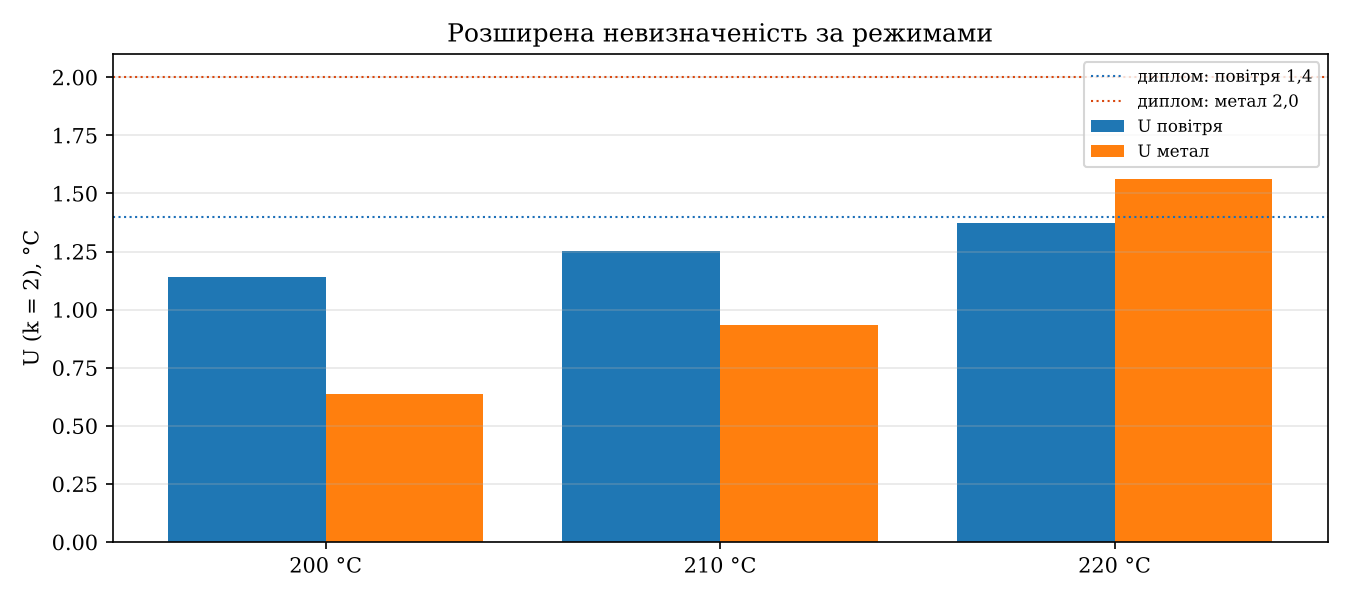 Розширена невизначеність за режимами
U (k = 2), °C
2.00
1.75
1.50
1.25
1.00
0.75
0.50
0.25
0.00
диплом: повітря 1,4
диплом: метал 2,0
U повітря
U метал
200 °C
210 °C
220 °C